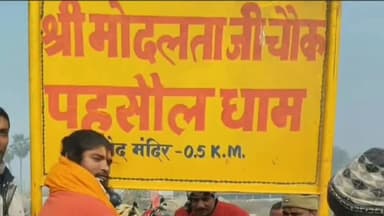 श्री मोदलता जी चौक
पहसौल धाम
मंदिर -0.5 K.M.